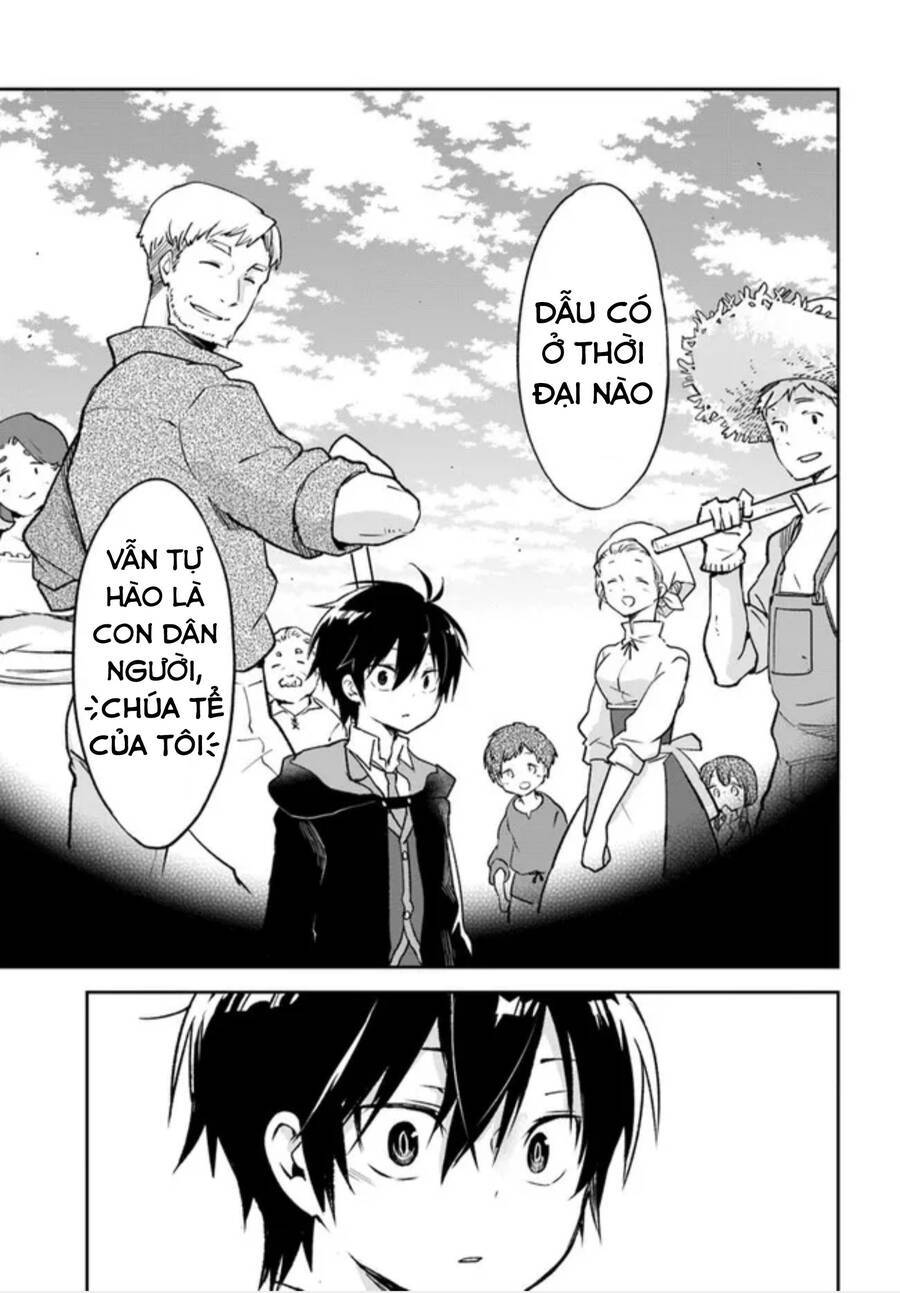 DẪU CÓ
Ở THỜI
ĐẠI NÀO
VẪN TỰ
HÀO LÀ
CON DÂN
NGƯỜI,
CHÚA TỂ
CỦA TÔI